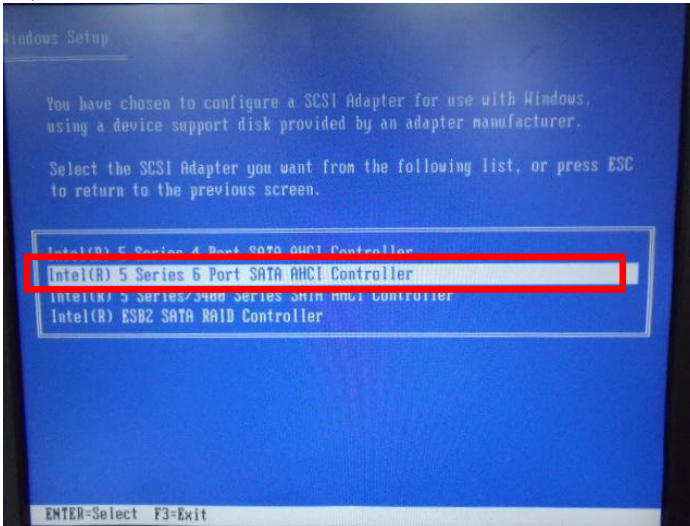 Windows Setup
You have chosen to configure a SCSI Adapter for use with Windows,
using a device support disk provided by an adapter manufacturer.
Select the SCSI Adapter you want from the following list, or press ESC
to return to the previous screen.
Intel(R) 5 Series 4 Port SATA AHCI Controller
Intel(R) 5 Series 6 Port SATA AHCI Controller
Intel(R) 5 Series/3400 Series SATA AHCI Controller
Intel(R) ESB2 SATA RAID Controller
ENTER=Select F3=Exit